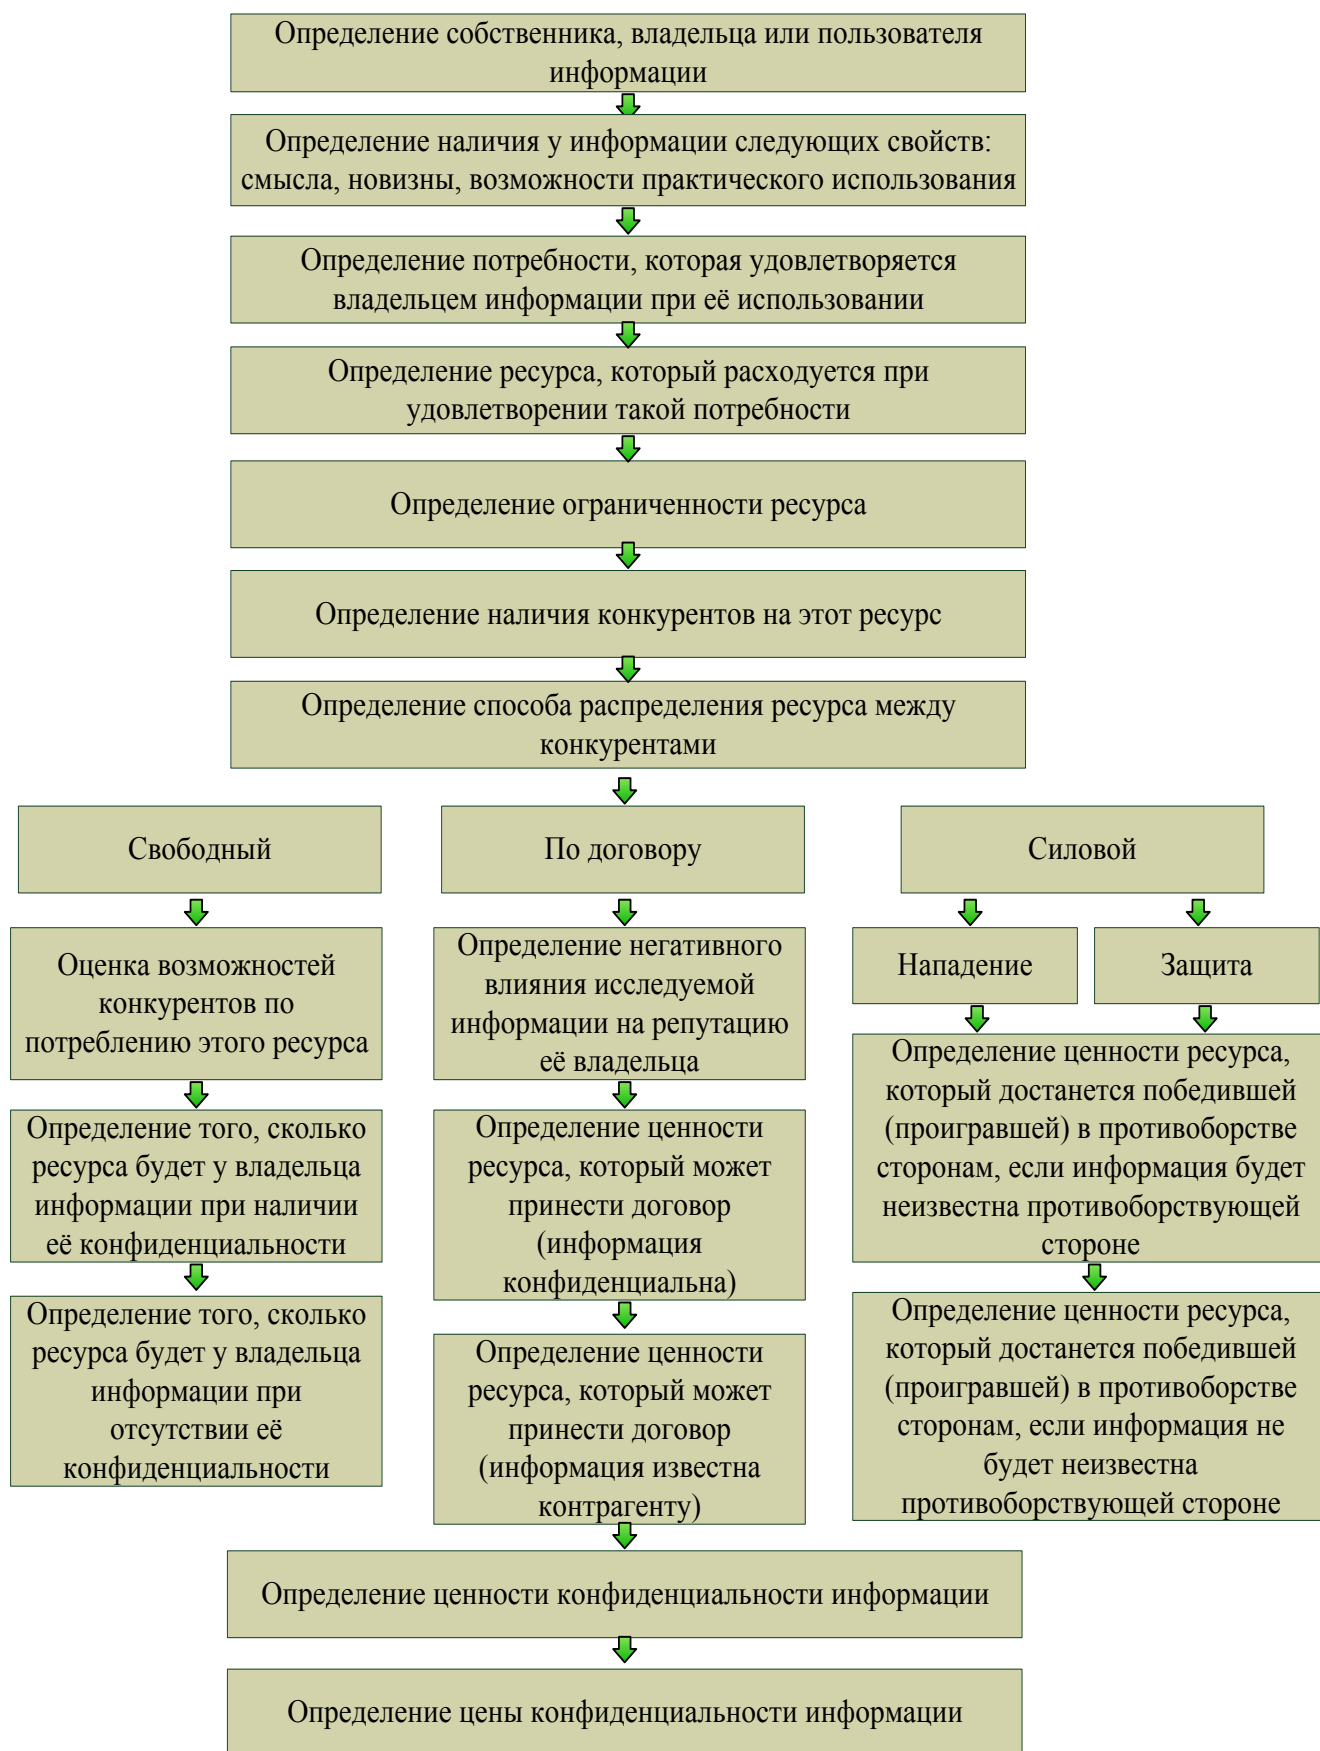 Определение собственника, владельца или пользователя
информации
Определение наличия у информации следующих свойств:
смысла, новизны, возможности практического использования
Определение потребности, которая удовлетворяется
владельцем информации при её использовании
Определение ресурса, который расходуется при
удовлетворении такой потребности
Определение ограниченности ресурса
Определение наличия конкурентов на этот ресурс
Определение способа распределения ресурса между
конкурентами
Свободный
Оценка возможностей
конкурентов по
потреблению этого ресурса
Определение того, сколько
ресурса будет у владельца
информации при наличии
её конфиденциальности
Определение того, сколько
ресурса будет у владельца
информации при
отсутствии её
конфиденциальности
По договору
Определение негативного
влияния исследуемой
информации на репутацию
её владельца
Определение ценности
ресурса, который может
принести договор
(информация
конфиденциальна)
Определение ценности
ресурса, который может
принести договор
(информация известна
контрагенту)
Силовой
Нападение
Защита
Определение ценности ресурса,
который достанется победившей
(проигравшей) в противоборстве
сторонам, если информация будет
неизвестна противоборствующей
стороне
Определение ценности ресурса,
который достанется победившей
(проигравшей) в противоборстве
сторонам, если информация не
будет неизвестна
противоборствующей стороне
Определение ценности конфиденциальности информации
Определение цены конфиденциальности информации